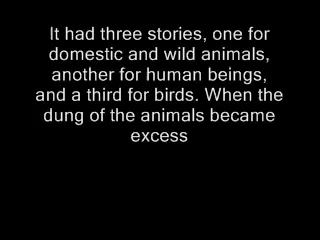 It had three stories, one for
domestic and wild animals,
another for human beings,
and a third for birds. When the
dung of the animals became
excess